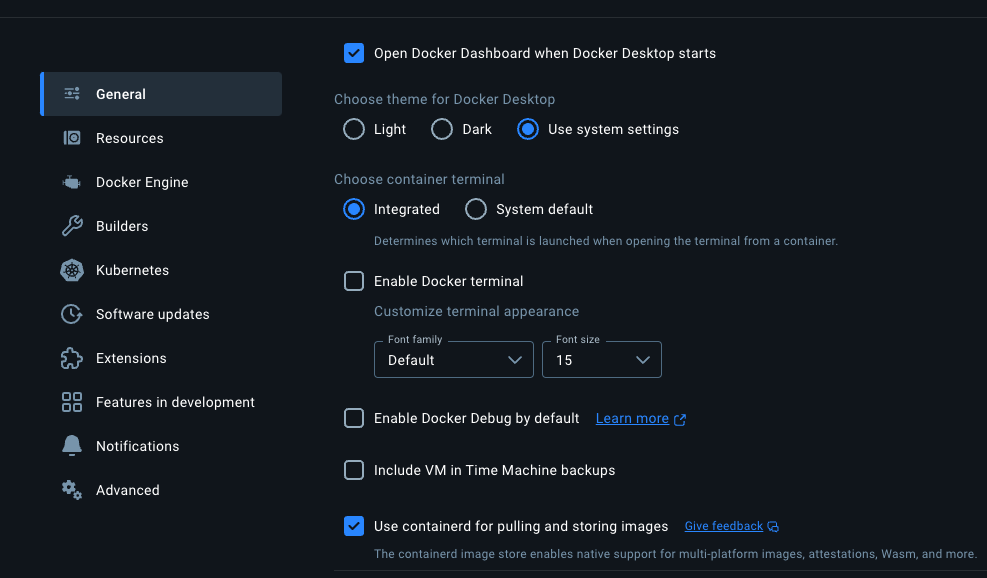 General
Resources
Docker Engine
Builders
Kubernetes
Software updates
Extensions
Features in development
Notifications
Advanced
Open Docker Dashboard when Docker Desktop starts
Choose theme for Docker Desktop
Light Dark Use system settings
Choose container terminal
Integrated System default
Determines which terminal is launched when opening the terminal from a container.
Enable Docker terminal
Customize terminal appearance
Font family Font size
Default 15
Enable Docker Debug by default Learn more
Include VM in Time Machine backups
Use containerd for pulling and storing images Give feedback
The containerd image store enables native support for multi-platform images, attestations, Wasm, and more.